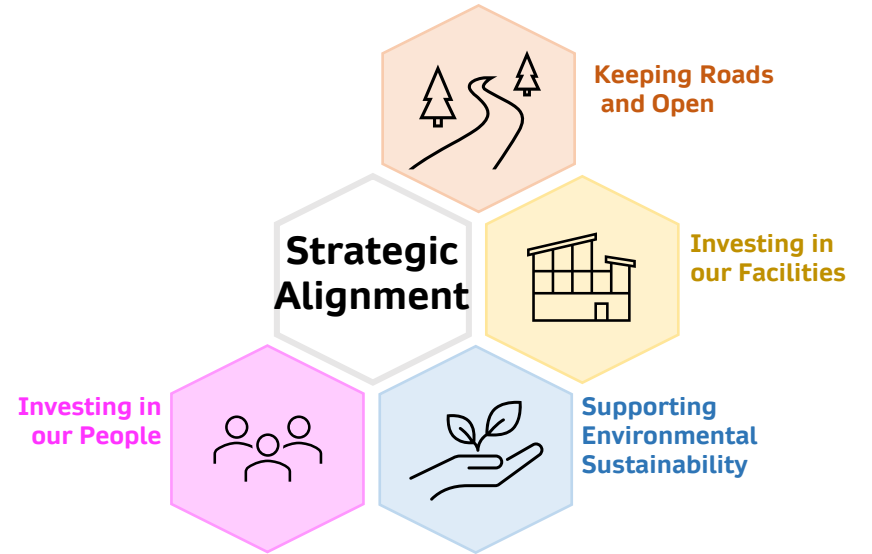 Keeping Roads
and Open
Strategic
Alignment
Investing in
our Facilities
Investing in
our People
Supporting
Environmental
Sustainability